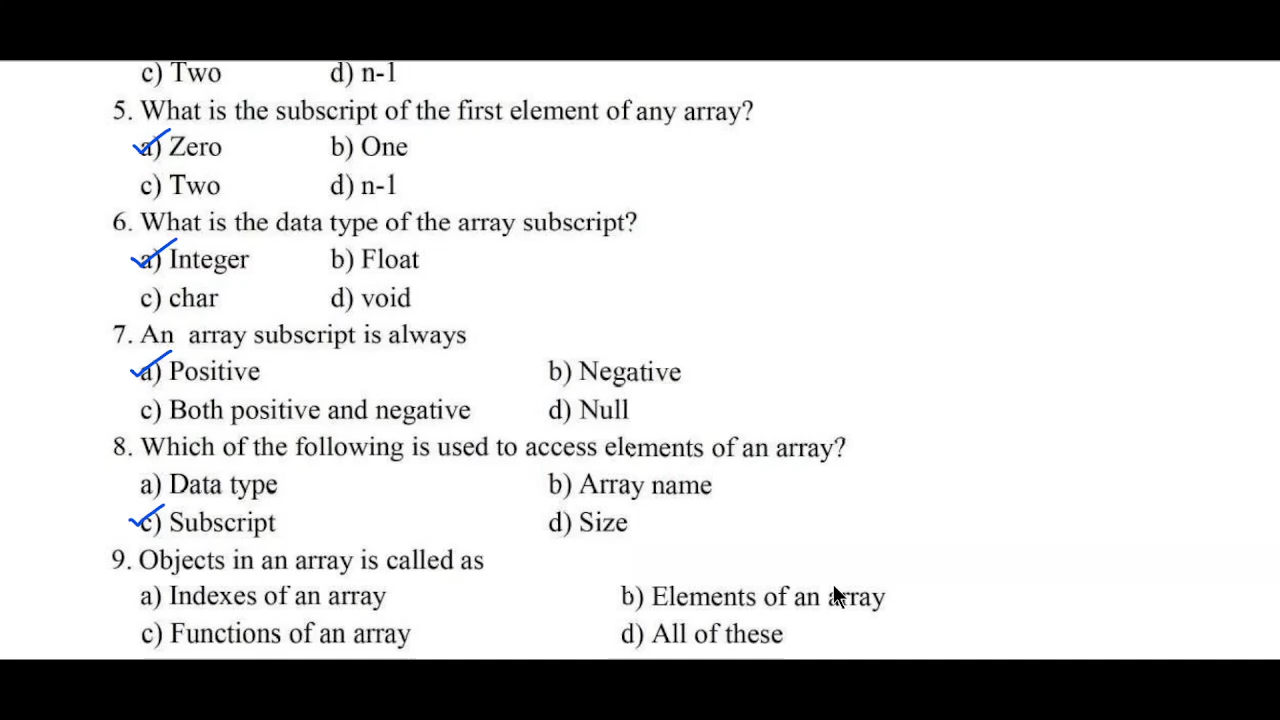 c) Two d) n-1
5. What is the subscript of the first element of any array?
a) Zero b) One
c) Two d) n-1
6. What is the data type of the array subscript?
a) Integer b) Float
c) char d) void
7. An array subscript is always
a) Positive b) Negative
c) Both positive and negative d) Null
8. Which of the following is used to access elements of an array?
a) Data type b) Array name
c) Subscript d) Size
9. Objects in an array is called as
a) Indexes of an array b) Elements of an array
c) Functions of an array d) All of these